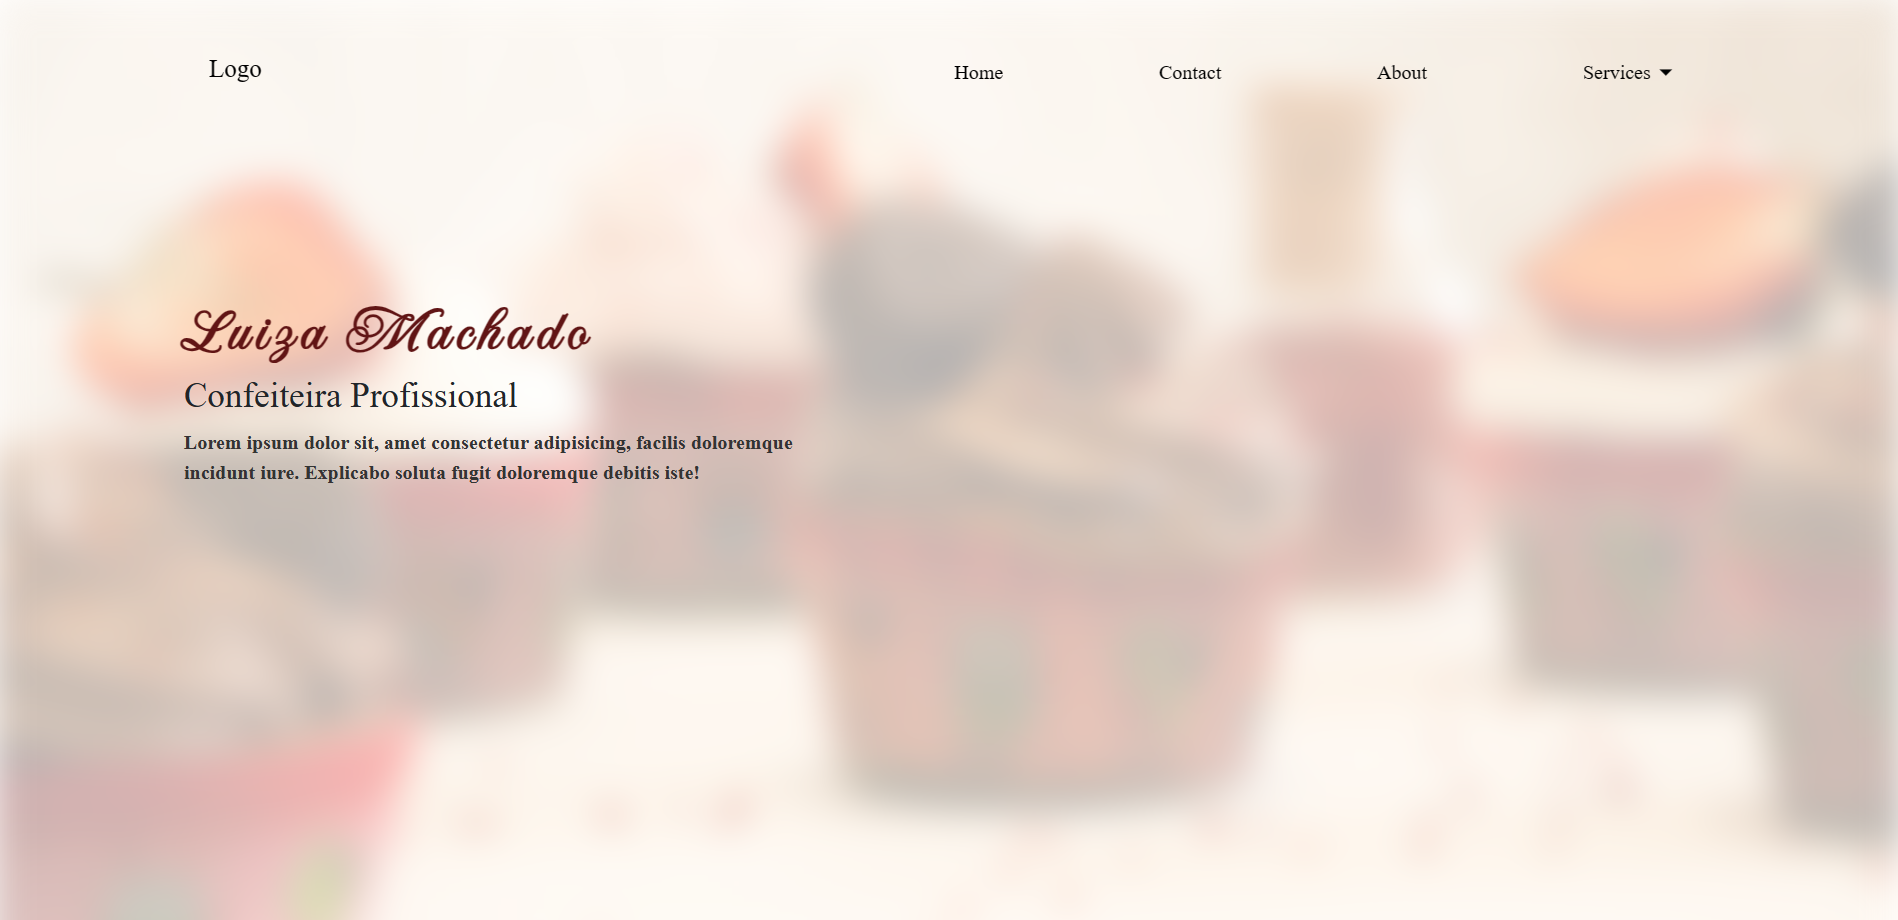 Logo
Home
Contact
About
Services
Luiza Machado
Confeiteira Profissional
Lorem ipsum dolor sit, amet consectetur adipisicing, facilis doloremque
incidunt iure. Explicabo soluta fugit doloremque debitis iste!